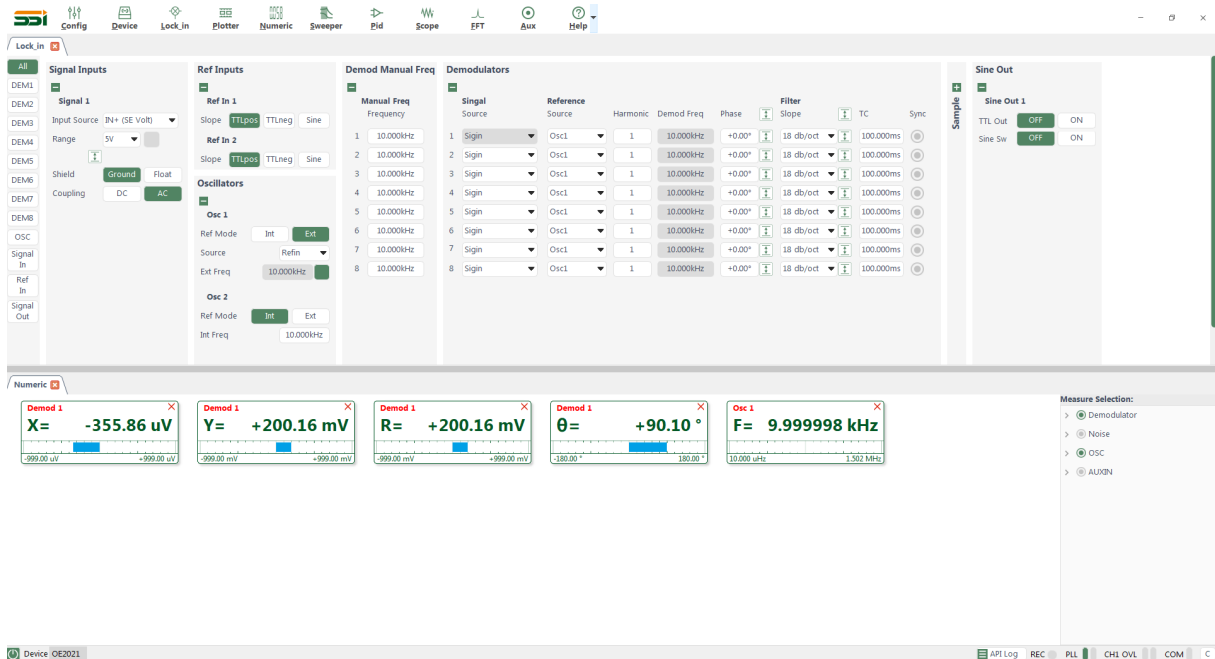 SSI Config Device Lock_in Plotter Numeric Sweeper Pid Scope FFT Aux Help
Lock_in
All
DEM1
DEM2
DEM3
DEM4
DEM5
DEM6
DEM7
DEM8
OSC
Signal
In
Ref
In
Signal
Out
Signal Inputs
Signal 1
Input Source IN+ (SE Volt)
Range 5V
Shield Ground Float
Coupling DC AC
Ref Inputs
Ref In 1
Slope TTLpos TTLneg Sine
Ref In 2
Slope TTLpos TTLneg Sine
Oscillators
Osc 1
Ref Mode Int Ext
Source Refin
Ext Freq 10.000kHz
Osc 2
Ref Mode Int Ext
Int Freq 10.000kHz
Demod Manual Freq
Manual Freq
Frequency
1 10.000kHz
2 10.000kHz
3 10.000kHz
4 10.000kHz
5 10.000kHz
6 10.000kHz
7 10.000kHz
8 10.000kHz
Demodulators
Singal Reference Filter
Source Source Harmonic Demod Freq Phase Slope TC Sync
1 Sigin Osc1 1 10.000kHz +0.00° 18 db/oct 100.000ms
2 Sigin Osc1 1 10.000kHz +0.00° 18 db/oct 100.000ms
3 Sigin Osc1 1 10.000kHz +0.00° 18 db/oct 100.000ms
4 Sigin Osc1 1 10.000kHz +0.00° 18 db/oct 100.000ms
5 Sigin Osc1 1 10.000kHz +0.00° 18 db/oct 100.000ms
6 Sigin Osc1 1 10.000kHz +0.00° 18 db/oct 100.000ms
7 Sigin Osc1 1 10.000kHz +0.00° 18 db/oct 100.000ms
8 Sigin Osc1 1 10.000kHz +0.00° 18 db/oct 100.000ms
Sample
Sine Out
Sine Out 1
TTL Out OFF ON
Sine Sw OFF ON
Numeric
Demod 1
X= -355.86 uV
-999.00 uV +999.00 uV
Demod 1
Y= +200.16 mV
-999.00 mV +999.00 mV
Demod 1
R= +200.16 mV
-999.00 mV +999.00 mV
Demod 1
θ= +90.10 °
-180.00 ° 180.00 °
Osc 1
F= 9.999998 kHz
10.000 uHz 1.502 MHz
Measure Selection:
Demodulator
Noise
OSC
AUXIN
Device OE2021 API Log REC PLL CH1 OVL COM C